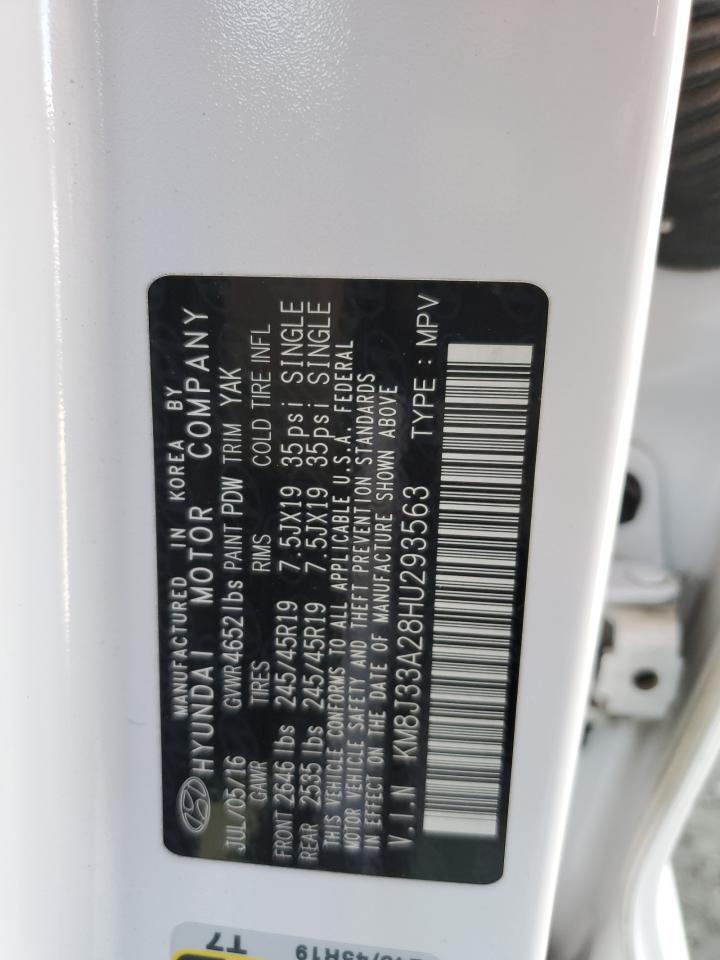 MANUFACTURED IN KOREA BY
HYUNDAI MOTOR COMPANY
JUL/05/16 GVWR 4652 lbs PAINT PDW TRIM YAK
GAWR TIRES RIMS COLD TIRE INFL
FRONT 2646 lbs 245/45R19 7.5JX19 35psi SINGLE
REAR 2535 lbs 245/45R19 7.5JX19 35psi SINGLE
THIS VEHICLE CONFORMS TO ALL APPLICABLE U.S.A. FEDERAL
MOTOR VEHICLE SAFETY AND THEFT PREVENTION STANDARDS
IN EFFECT ON THE DATE OF MANUFACTURE SHOWN ABOVE
V.I.N KM8J33A28HU293563 TYPE : MPV
T7
/45R19